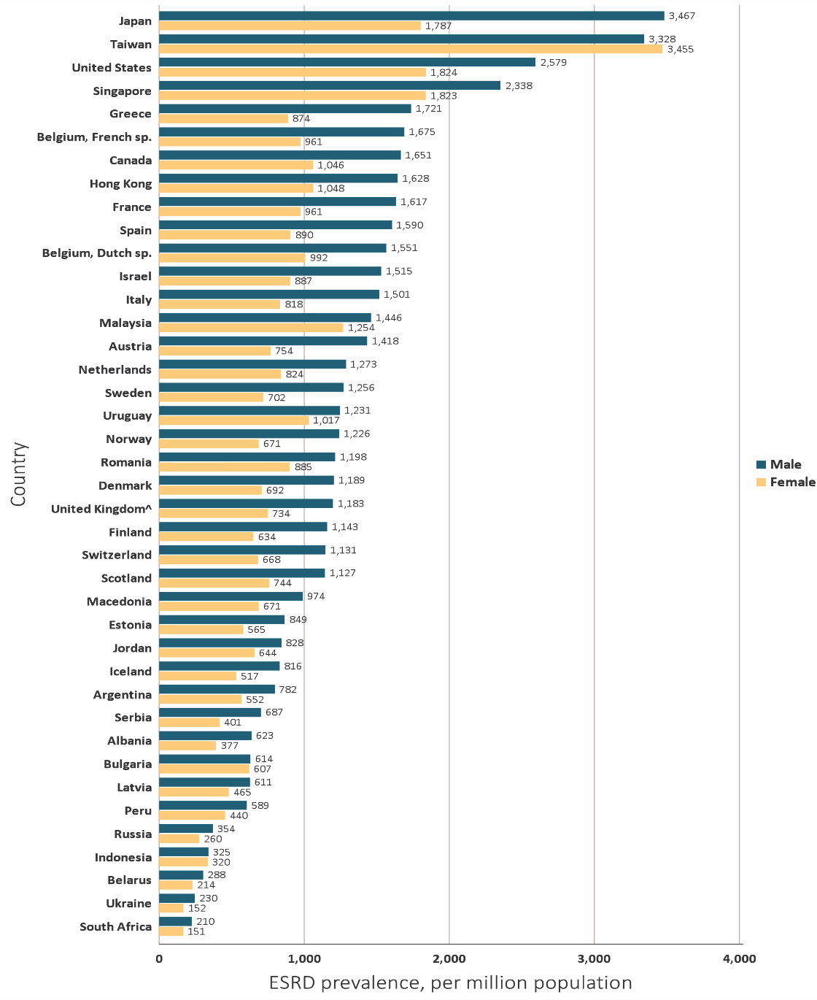 Japan 3,467
1,787
Taiwan 3,328
3,455
United States 2,579
1,824
Singapore 2,338
1,823
Greece 1,721
874
Belgium, French sp. 1,675
961
Canada 1,651
1,046
Hong Kong 1,628
1,048
France 1,617
961
Spain 1,590
890
Belgium, Dutch sp. 1,551
992
Israel 1,515
887
Italy 1,501
818
Malaysia 1,446
1,254
Austria 1,418
754
Netherlands 1,273
824
Sweden 1,256
702
Uruguay 1,231
1,017
Norway 1,226
671
Romania 1,198
885
Denmark 1,189
692
United Kingdom^ 1,183
734
Finland 1,143
634
Switzerland 1,131
668
Scotland 1,127
744
Macedonia 974
671
Estonia 849
565
Jordan 828
644
Iceland 816
517
Argentina 782
552
Serbia 687
401
Albania 623
377
Bulgaria 614
607
Latvia 611
465
Peru 589
440
Russia 354
260
Indonesia 325
320
Belarus 288
214
Ukraine 230
152
South Africa 210
151
0 1,000 2,000 3,000 4,000
ESRD prevalence, per million population
Country
Male
Female